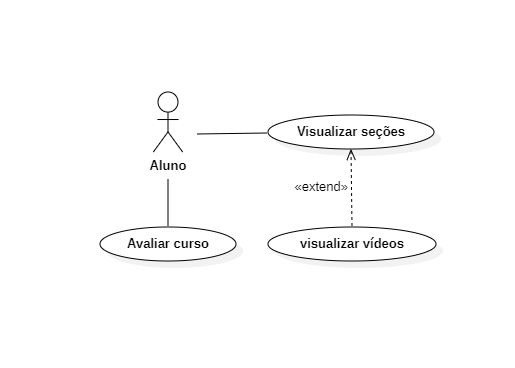 Visualizar seções
Aluno
«extend»
Avaliar curso
visualizar vídeos